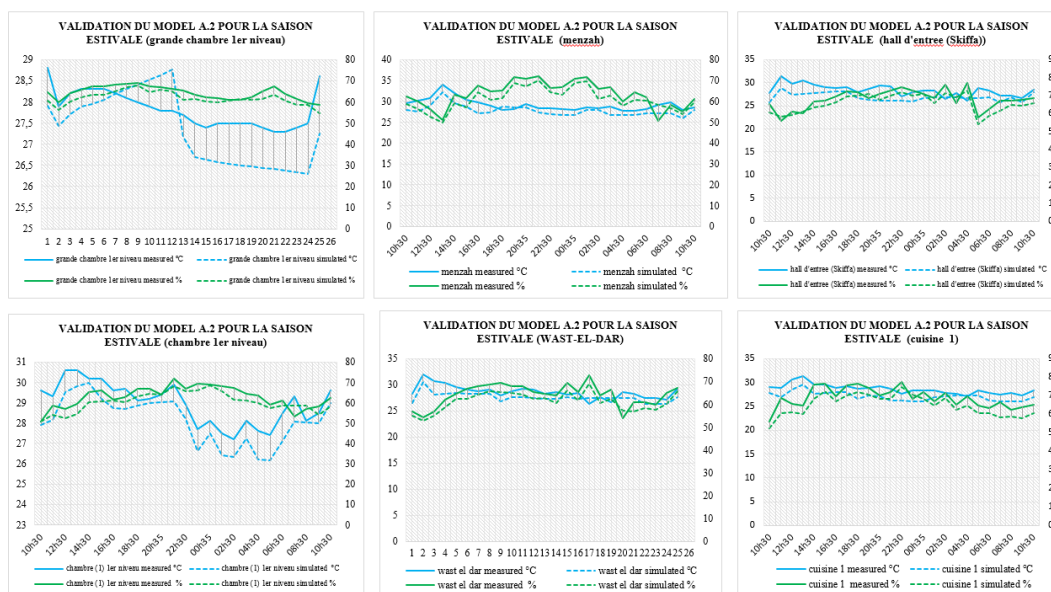 VALIDATION DU MODEL A.2 POUR LA SAISON
ESTIVALE (grande chambre 1er niveau)
29
28,5
28
27,5
27
26,5
26
25,5
25
80
70
60
50
40
30
20
10
0
1 2 3 4 5 6 7 8 9 10 11 12 13 14 15 16 17 18 19 20 21 22 23 24 25 26
grande chambre 1er niveau measured °C
grande chambre 1er niveau simulated °C
grande chambre 1er niveau measured %
grande chambre 1er niveau simulated %
VALIDATION DU MODEL A.2 POUR LA SAISON
ESTIVALE (menzah)
40
35
30
25
20
15
10
5
0
80
70
60
50
40
30
20
10
0
10h30 12h30 14h30 16h30 18h30 20h35 22h30 00h35 02h30 04h30 06h30 08h30 10h30
menzah measured °C
menzah simulated °C
menzah measured %
menzah simulated %
VALIDATION DU MODEL A.2 POUR LA SAISON
ESTIVALE (hall d'entree (Skiffa))
35
30
25
20
15
10
5
0
10h30 12h30 14h30 16h30 18h30 20h35 22h30 00h35 02h30 04h30 06h30 08h30 10h30
hall d'entree (Skiffa) measured °C
hall d'entree (Skiffa) simulated °C
hall d'entree (Skiffa) measured %
hall d'entree (Skiffa) simulated %
VALIDATION DU MODEL A.2 POUR LA SAISON
ESTIVALE (chambre 1er niveau)
31
30
29
28
27
26
25
24
23
80
70
60
50
40
30
20
10
0
10h30 12h30 14h30 16h30 18h30 20h35 22h30 00h35 02h30 04h30 06h30 08h30 10h30
chambre (1) 1er niveau measured °C
chambre (1) 1er niveau simulated °C
chambre (1) 1er niveau measured %
chambre (1) 1er niveau simulated %
VALIDATION DU MODEL A.2 POUR LA SAISON
ESTIVALE (WAST-EL-DAR)
35
30
25
20
15
10
5
0
80
70
60
50
40
30
20
10
0
1 2 3 4 5 6 7 8 9 10 11 12 13 14 15 16 17 18 19 20 21 22 23 24 25 26
wast el dar measured °C
wast el dar simulated °C
wast el dar measured %
wast el dar simulated %
VALIDATION DU MODEL A.2 POUR LA SAISON
ESTIVALE (cuisine 1)
35
30
25
20
15
10
5
0
10h30 12h30 14h30 16h30 18h30 20h35 22h30 00h35 02h30 04h30 06h30 08h30 10h30
cuisine 1 measured °C
cuisine 1 simulated °C
cuisine 1 measured %
cuisine 1 simulated %